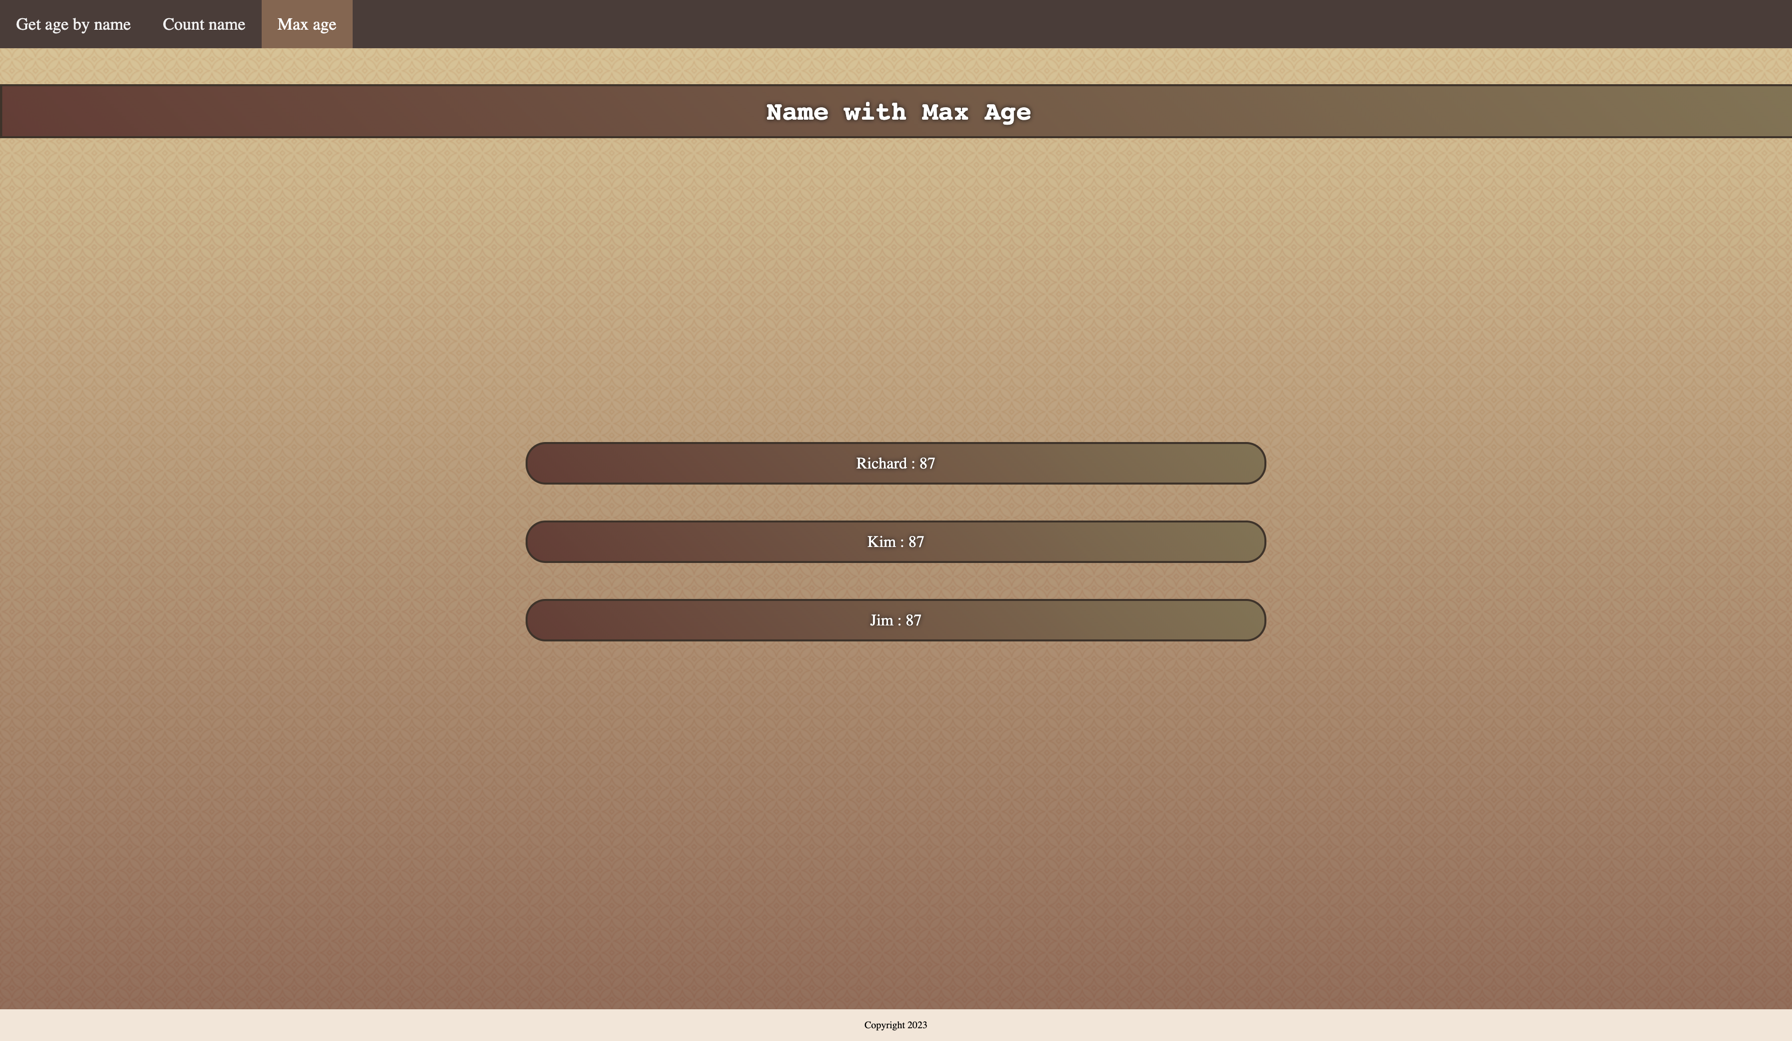 Get age by name Count name Max age
Name with Max Age
Richard : 87
Kim : 87
Jim : 87
Copyright 2023